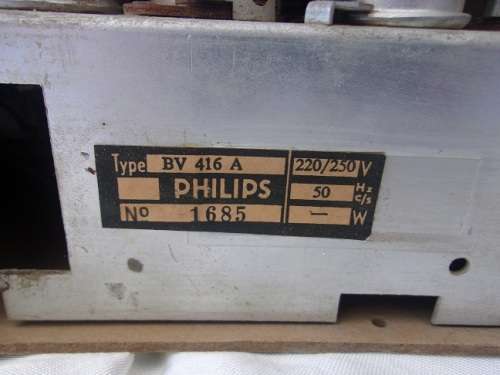 Type BV 416 A 220/250 V
PHILIPS 50 Hz c/s
No 1685 — W